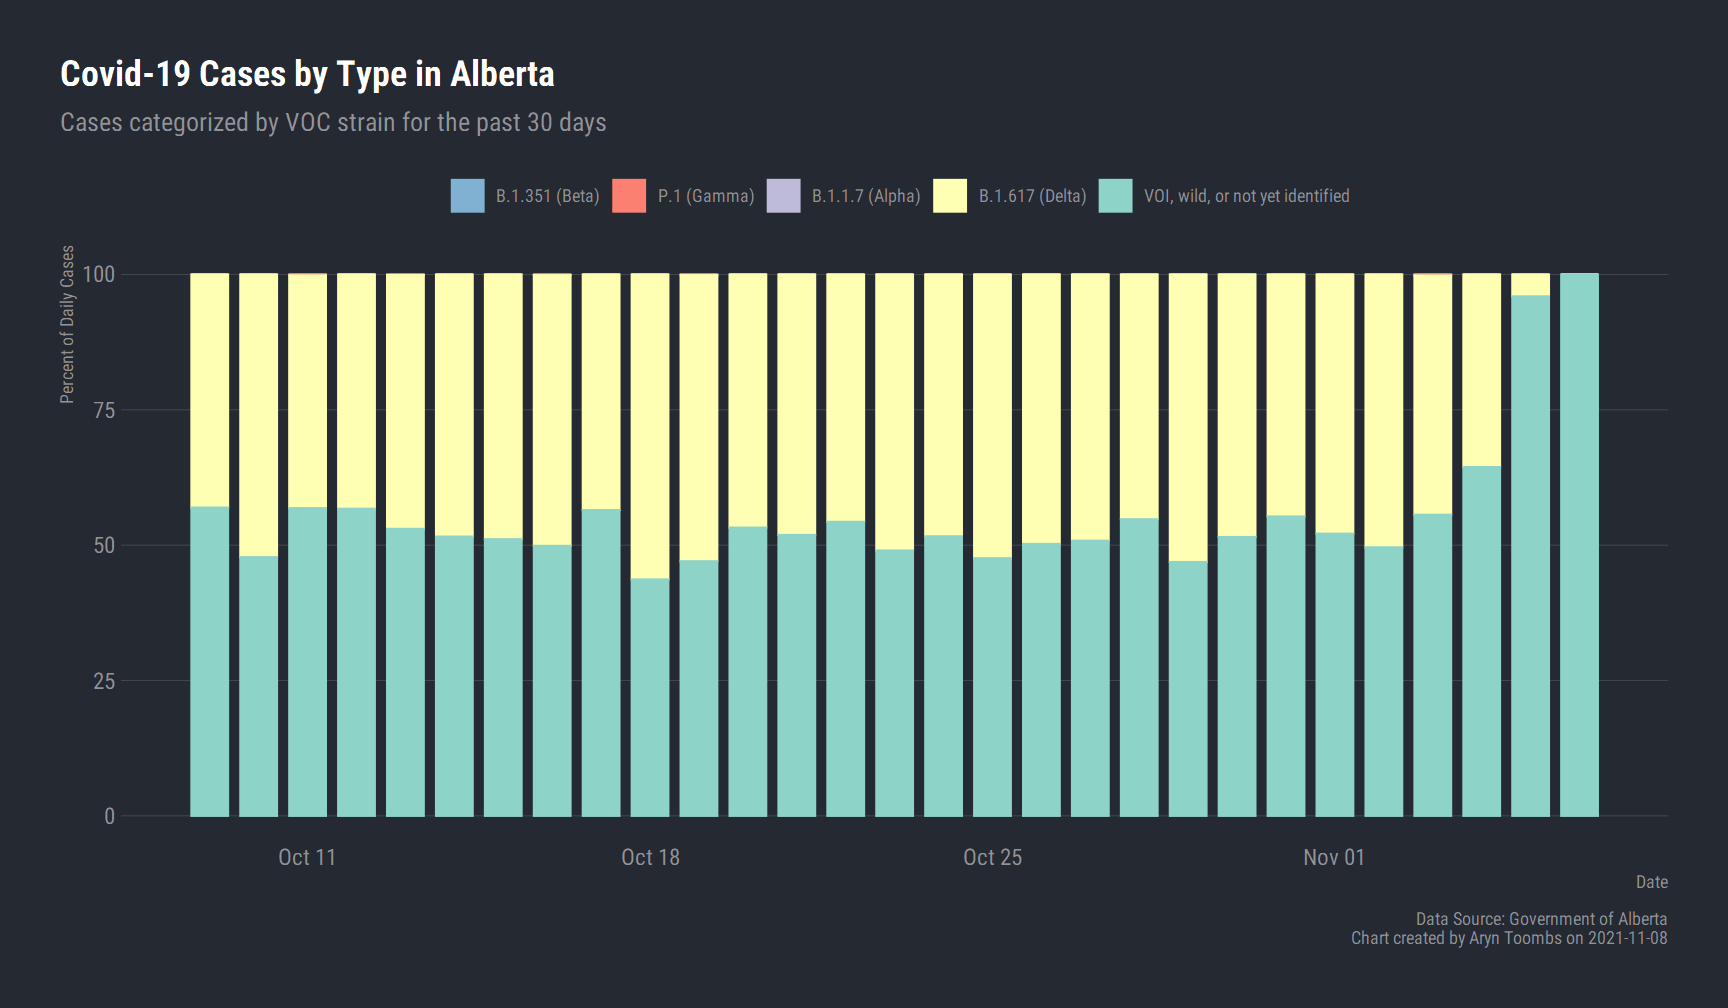 Covid-19 Cases by Type in Alberta
Cases categorized by VOC strain for the past 30 days
B.1.351 (Beta)
P.1 (Gamma)
B.1.1.7 (Alpha)
B.1.617 (Delta)
VOI, wild, or not yet identified
Percent of Daily Cases
100
75
50
25
0
Oct 11
Oct 18
Oct 25
Nov 01
Date
Data Source: Government of Alberta
Chart created by Aryn Toombs on 2021-11-08